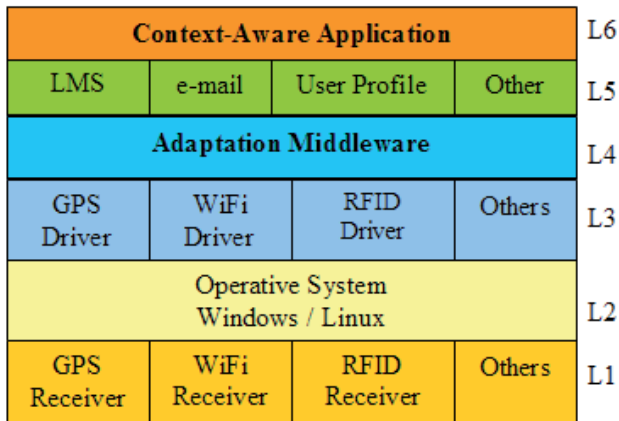 Context-Aware Application L6
LMS e-mail User Profile Other L5
Adaptation Middleware L4
GPS WiFi RFID Others
Driver Driver Driver L3
Operative System
Windows / Linux L2
GPS WiFi RFID Others
Receiver Receiver Receiver L1